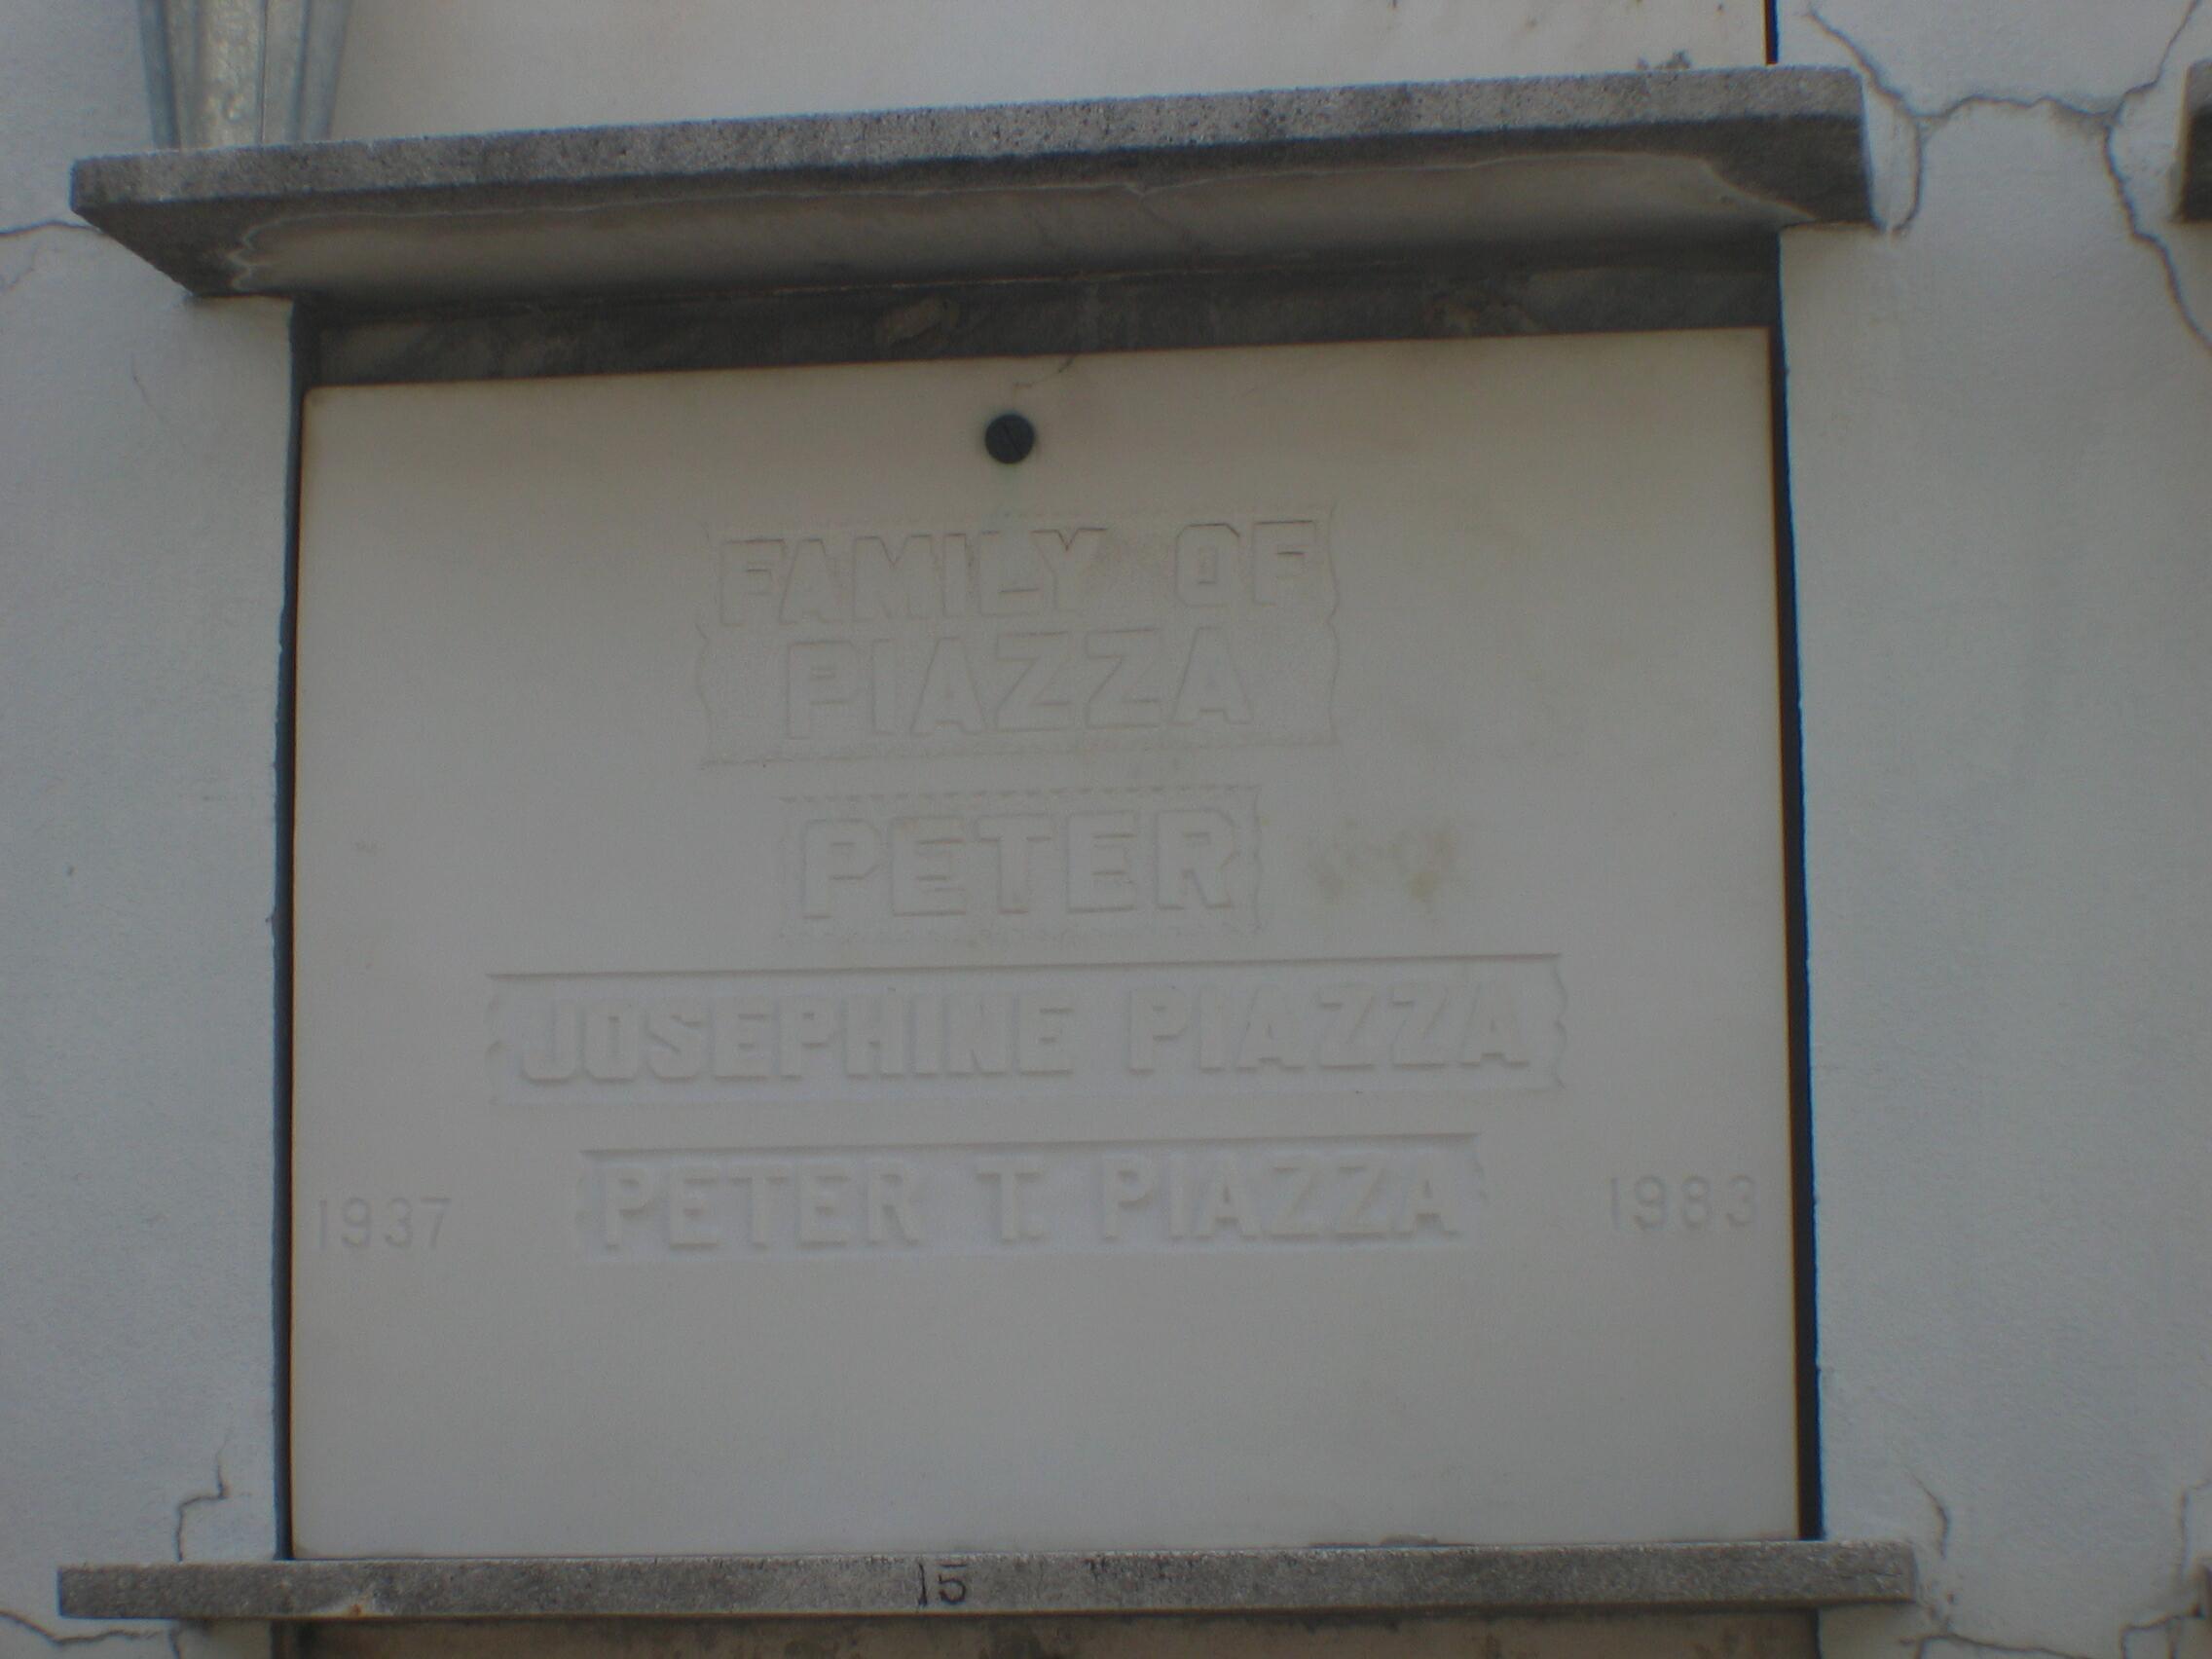 FAMILY OF
PIAZZA
PETER
JOSEPHINE PIAZZA
1937 PETER T. PIAZZA 1983
15